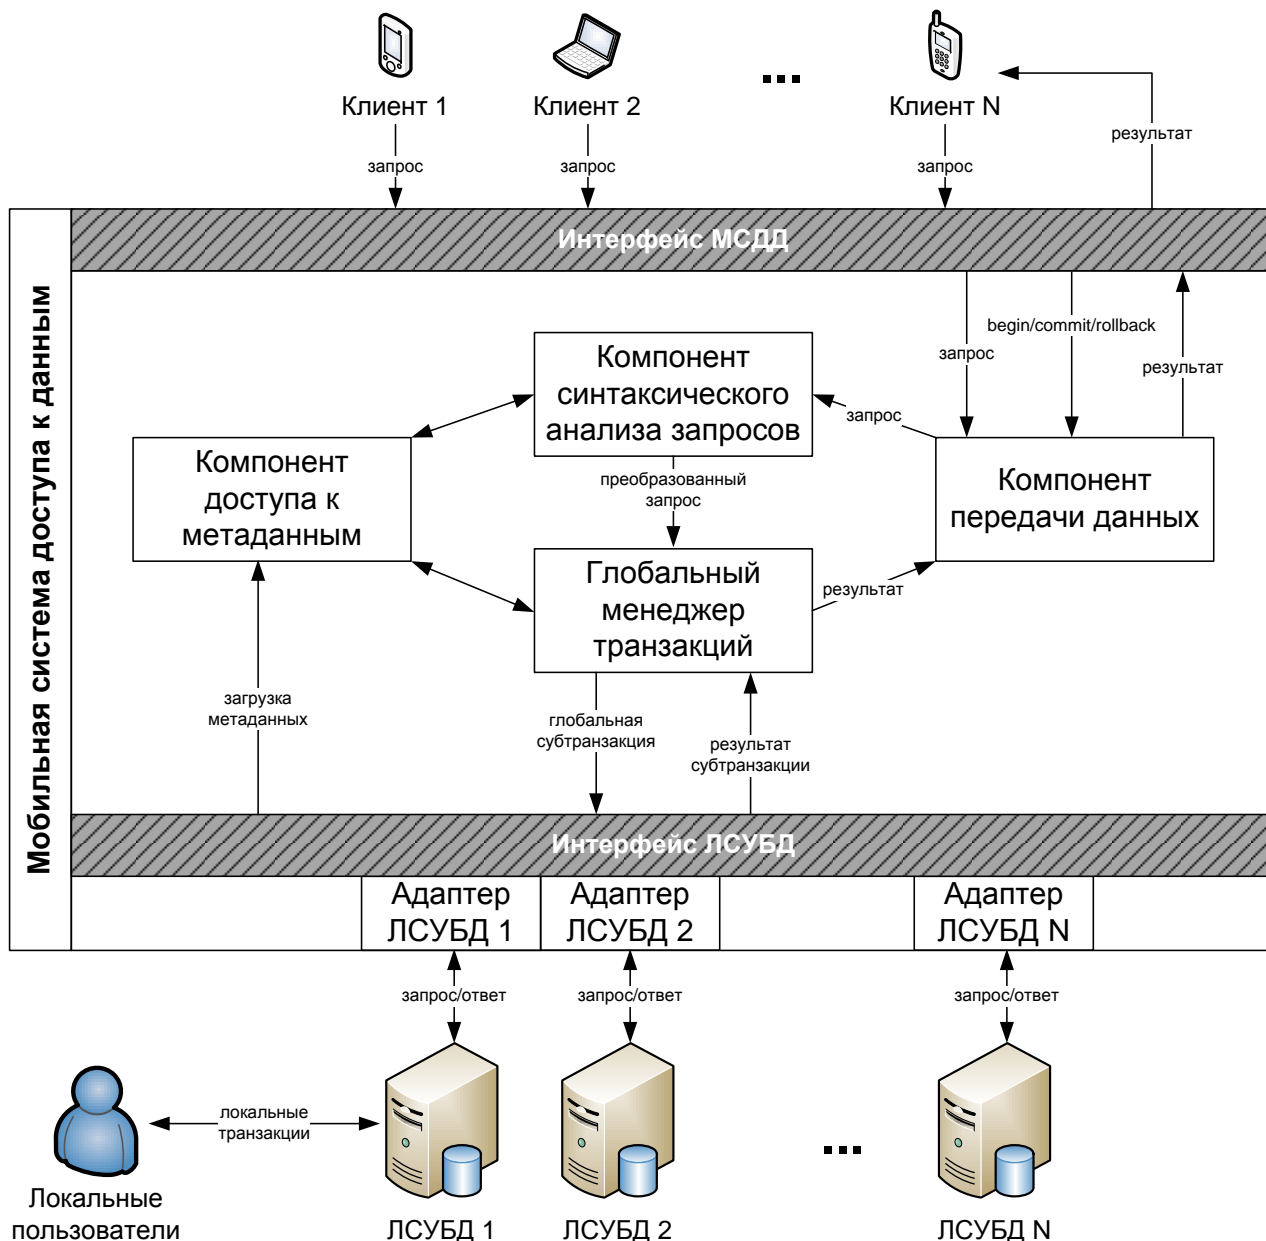 Клиент 1
Клиент 2
...
Клиент N
запрос
запрос
запрос
результат
Мобильная система доступа к данным
Интерфейс МСДД
begin/commit/rollback
запрос
результат
Компонент
синтаксического
анализа запросов
запрос
Компонент
доступа к
метаданным
преобразованный
запрос
Компонент
передачи данных
Глобальный
менеджер
транзакций
результат
загрузка
метаданных
глобальная
субтранзакция
результат
субтранзакции
Интерфейс ЛСУБД
Адаптер
ЛСУБД 1
Адаптер
ЛСУБД 2
Адаптер
ЛСУБД N
запрос/ответ
запрос/ответ
запрос/ответ
локальные
транзакции
...
Локальные
пользователи
ЛСУБД 1
ЛСУБД 2
ЛСУБД N